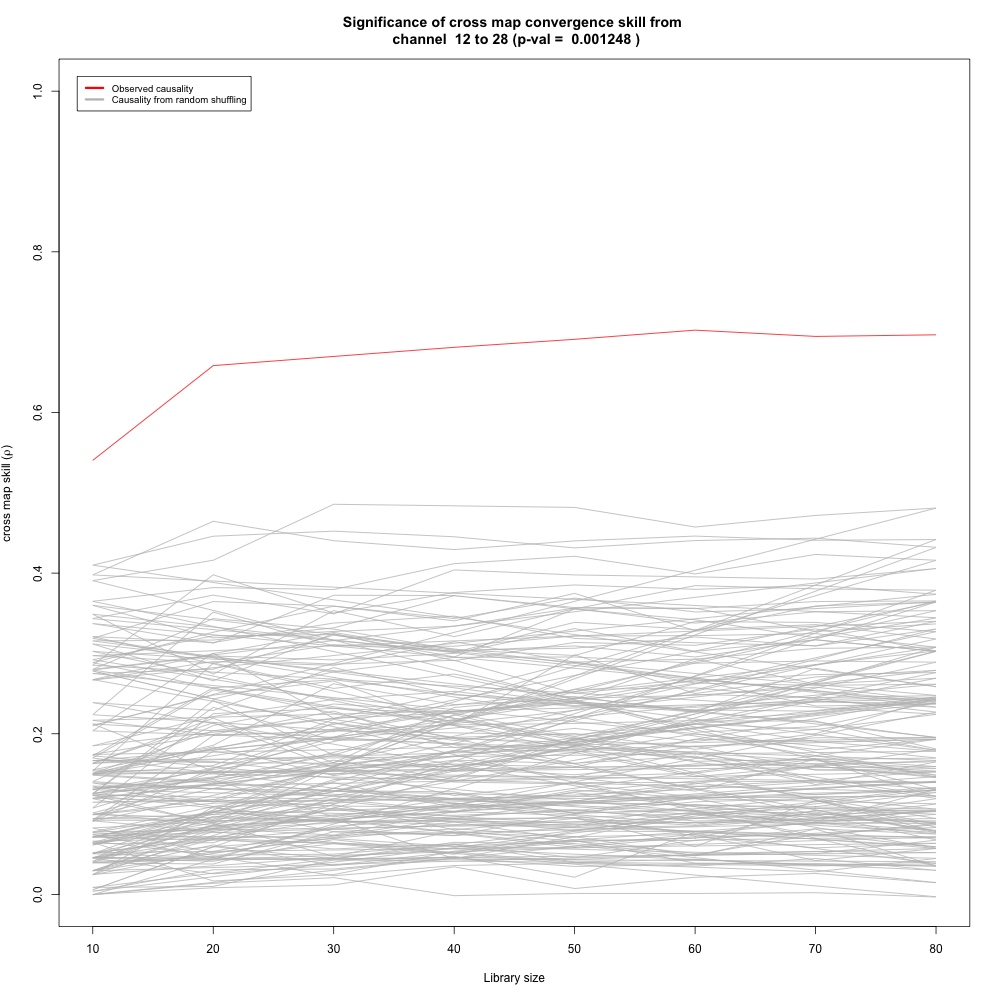 Significance of cross map convergence skill from
channel  12 to 28 (p-val =  0.001248 )
Observed causality
Causality from random shuffling
cross map skill (ρ)
1.0
0.8
0.6
0.4
0.2
0.0
10 20 30 40 50 60 70 80
Library size